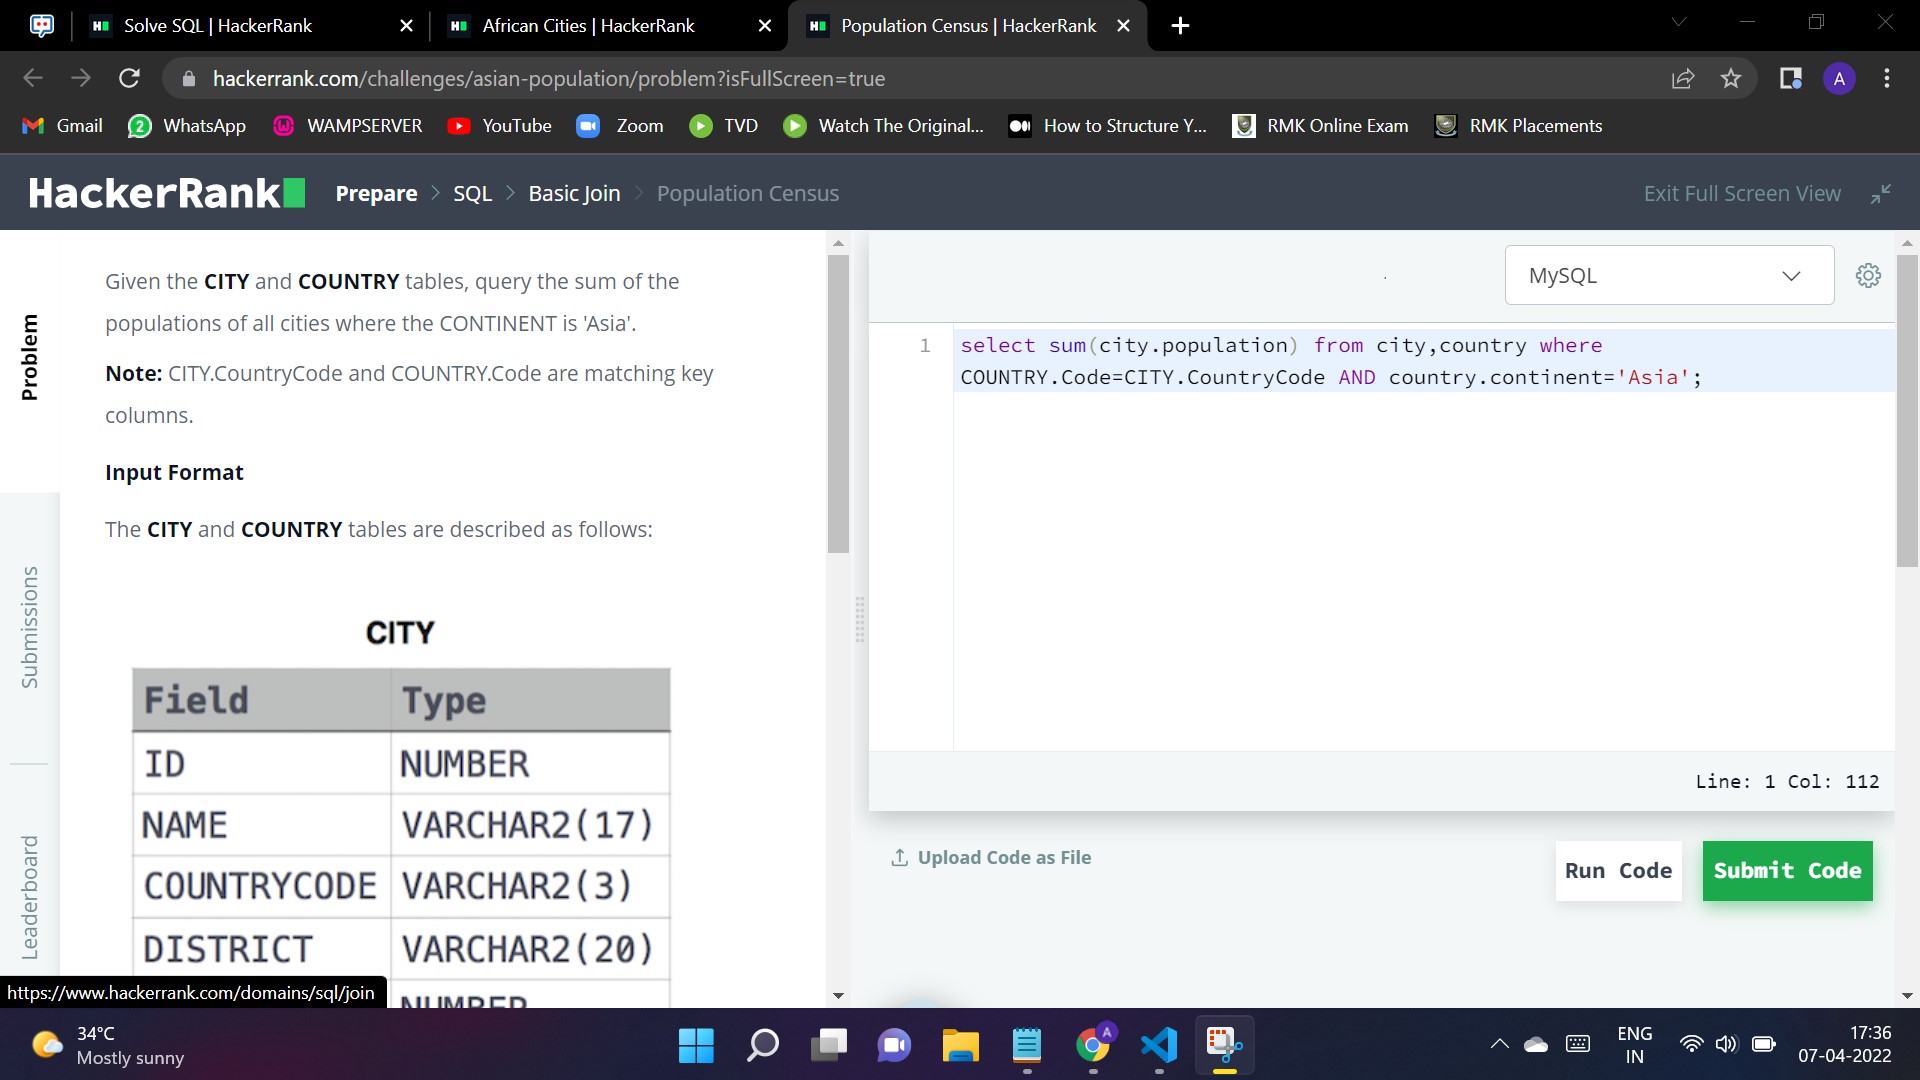 Solve SQL | HackerRank
African Cities | HackerRank
Population Census | HackerRank
hackerrank.com/challenges/asian-population/problem?isFullScreen=true
A
Gmail
2 WhatsApp
WAMPSERVER
YouTube
Zoom
TVD
Watch The Original...
How to Structure Y...
RMK Online Exam
RMK Placements
HackerRank
Prepare > SQL > Basic Join > Population Census
Exit Full Screen View
Problem
Submissions
Leaderboard
Given the CITY and COUNTRY tables, query the sum of the
populations of all cities where the CONTINENT is 'Asia'.
Note: CITY.CountryCode and COUNTRY.Code are matching key
columns.
Input Format
The CITY and COUNTRY tables are described as follows:
CITY
Field Type
ID NUMBER
NAME VARCHAR2(17)
COUNTRYCODE VARCHAR2(3)
DISTRICT VARCHAR2(20)
NUMBER
https://www.hackerrank.com/domains/sql/join
MySQL
1 select sum(city.population) from city,country where
COUNTRY.Code=CITY.CountryCode AND country.continent='Asia';
Line: 1 Col: 112
Upload Code as File
Run Code
Submit Code
34°C
Mostly sunny
A
ENG
IN
17:36
07-04-2022